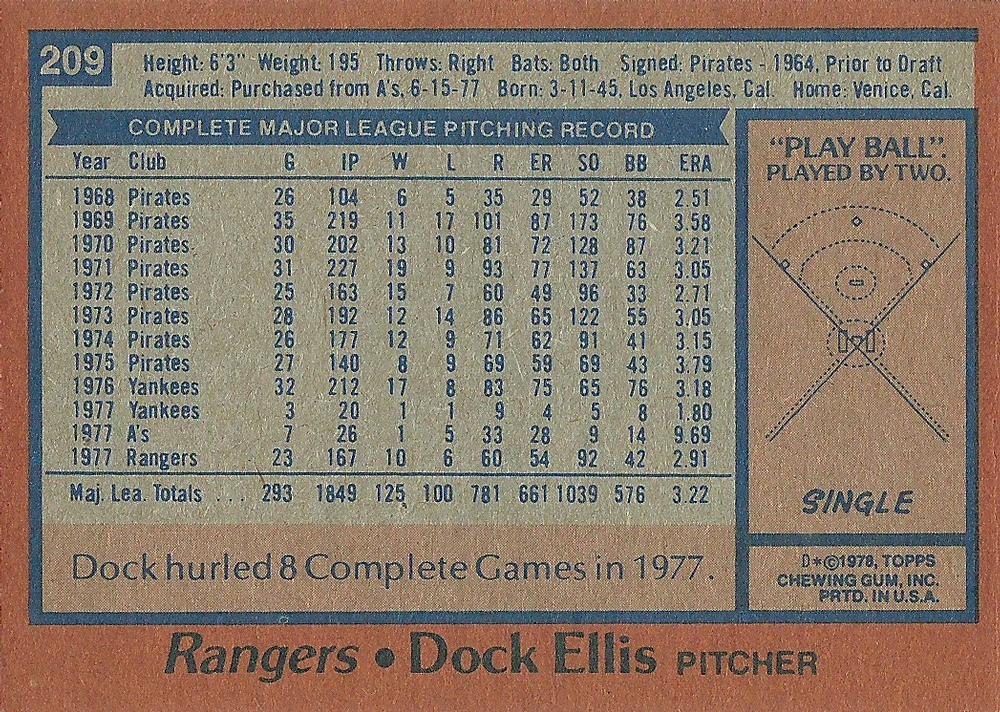 209
Height: 6'3" Weight: 195 Throws: Right Bats: Both Signed: Pirates - 1964, Prior to Draft
Acquired: Purchased from A's, 6-15-77 Born: 3-11-45, Los Angeles, Cal. Home: Venice, Cal.
COMPLETE MAJOR LEAGUE PITCHING RECORD
Year Club G IP W L R ER SO BB ERA
1968 Pirates 26 104 6 5 35 29 52 38 2.51
1969 Pirates 35 219 11 17 101 87 173 76 3.58
1970 Pirates 30 202 13 10 81 72 128 87 3.21
1971 Pirates 31 227 19 9 93 77 137 63 3.05
1972 Pirates 25 163 15 7 60 49 96 33 2.71
1973 Pirates 28 192 12 14 86 65 122 55 3.05
1974 Pirates 26 177 12 9 71 62 91 41 3.15
1975 Pirates 27 140 8 9 69 59 69 43 3.79
1976 Yankees 32 212 17 8 83 75 65 76 3.18
1977 Yankees 3 20 1 1 9 4 5 8 1.80
1977 A's 7 26 1 5 33 28 9 14 9.69
1977 Rangers 23 167 10 6 60 54 92 42 2.91
Maj. Lea. Totals . . . 293 1849 125 100 781 661 1039 576 3.22
Dock hurled 8 Complete Games in 1977.
"PLAY BALL".
PLAYED BY TWO.
SINGLE
D*©1978, TOPPS
CHEWING GUM, INC.
PRTD. IN U.S.A.
Rangers • Dock Ellis PITCHER